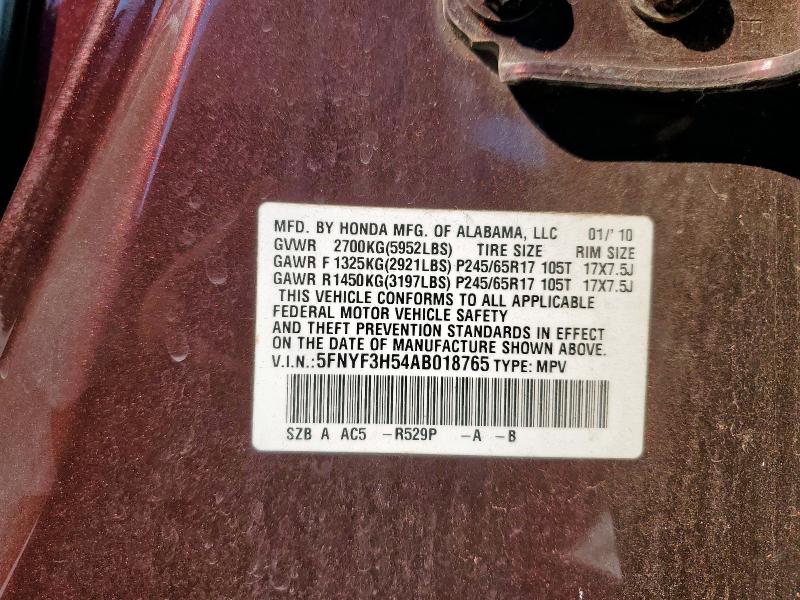 MFD. BY HONDA MFG. OF ALABAMA, LLC 01/'10
GVWR 2700KG(5952LBS) TIRE SIZE RIM SIZE
GAWR F 1325KG(2921LBS) P245/65R17 105T 17X7.5J
GAWR R1450KG(3197LBS) P245/65R17 105T 17X7.5J
THIS VEHICLE CONFORMS TO ALL APPLICABLE
FEDERAL MOTOR VEHICLE SAFETY
AND THEFT PREVENTION STANDARDS IN EFFECT
ON THE DATE OF MANUFACTURE SHOWN ABOVE.
V.I.N.:5FNYF3H54AB018765 TYPE: MPV
SZB A AC5 -R529P -A -B